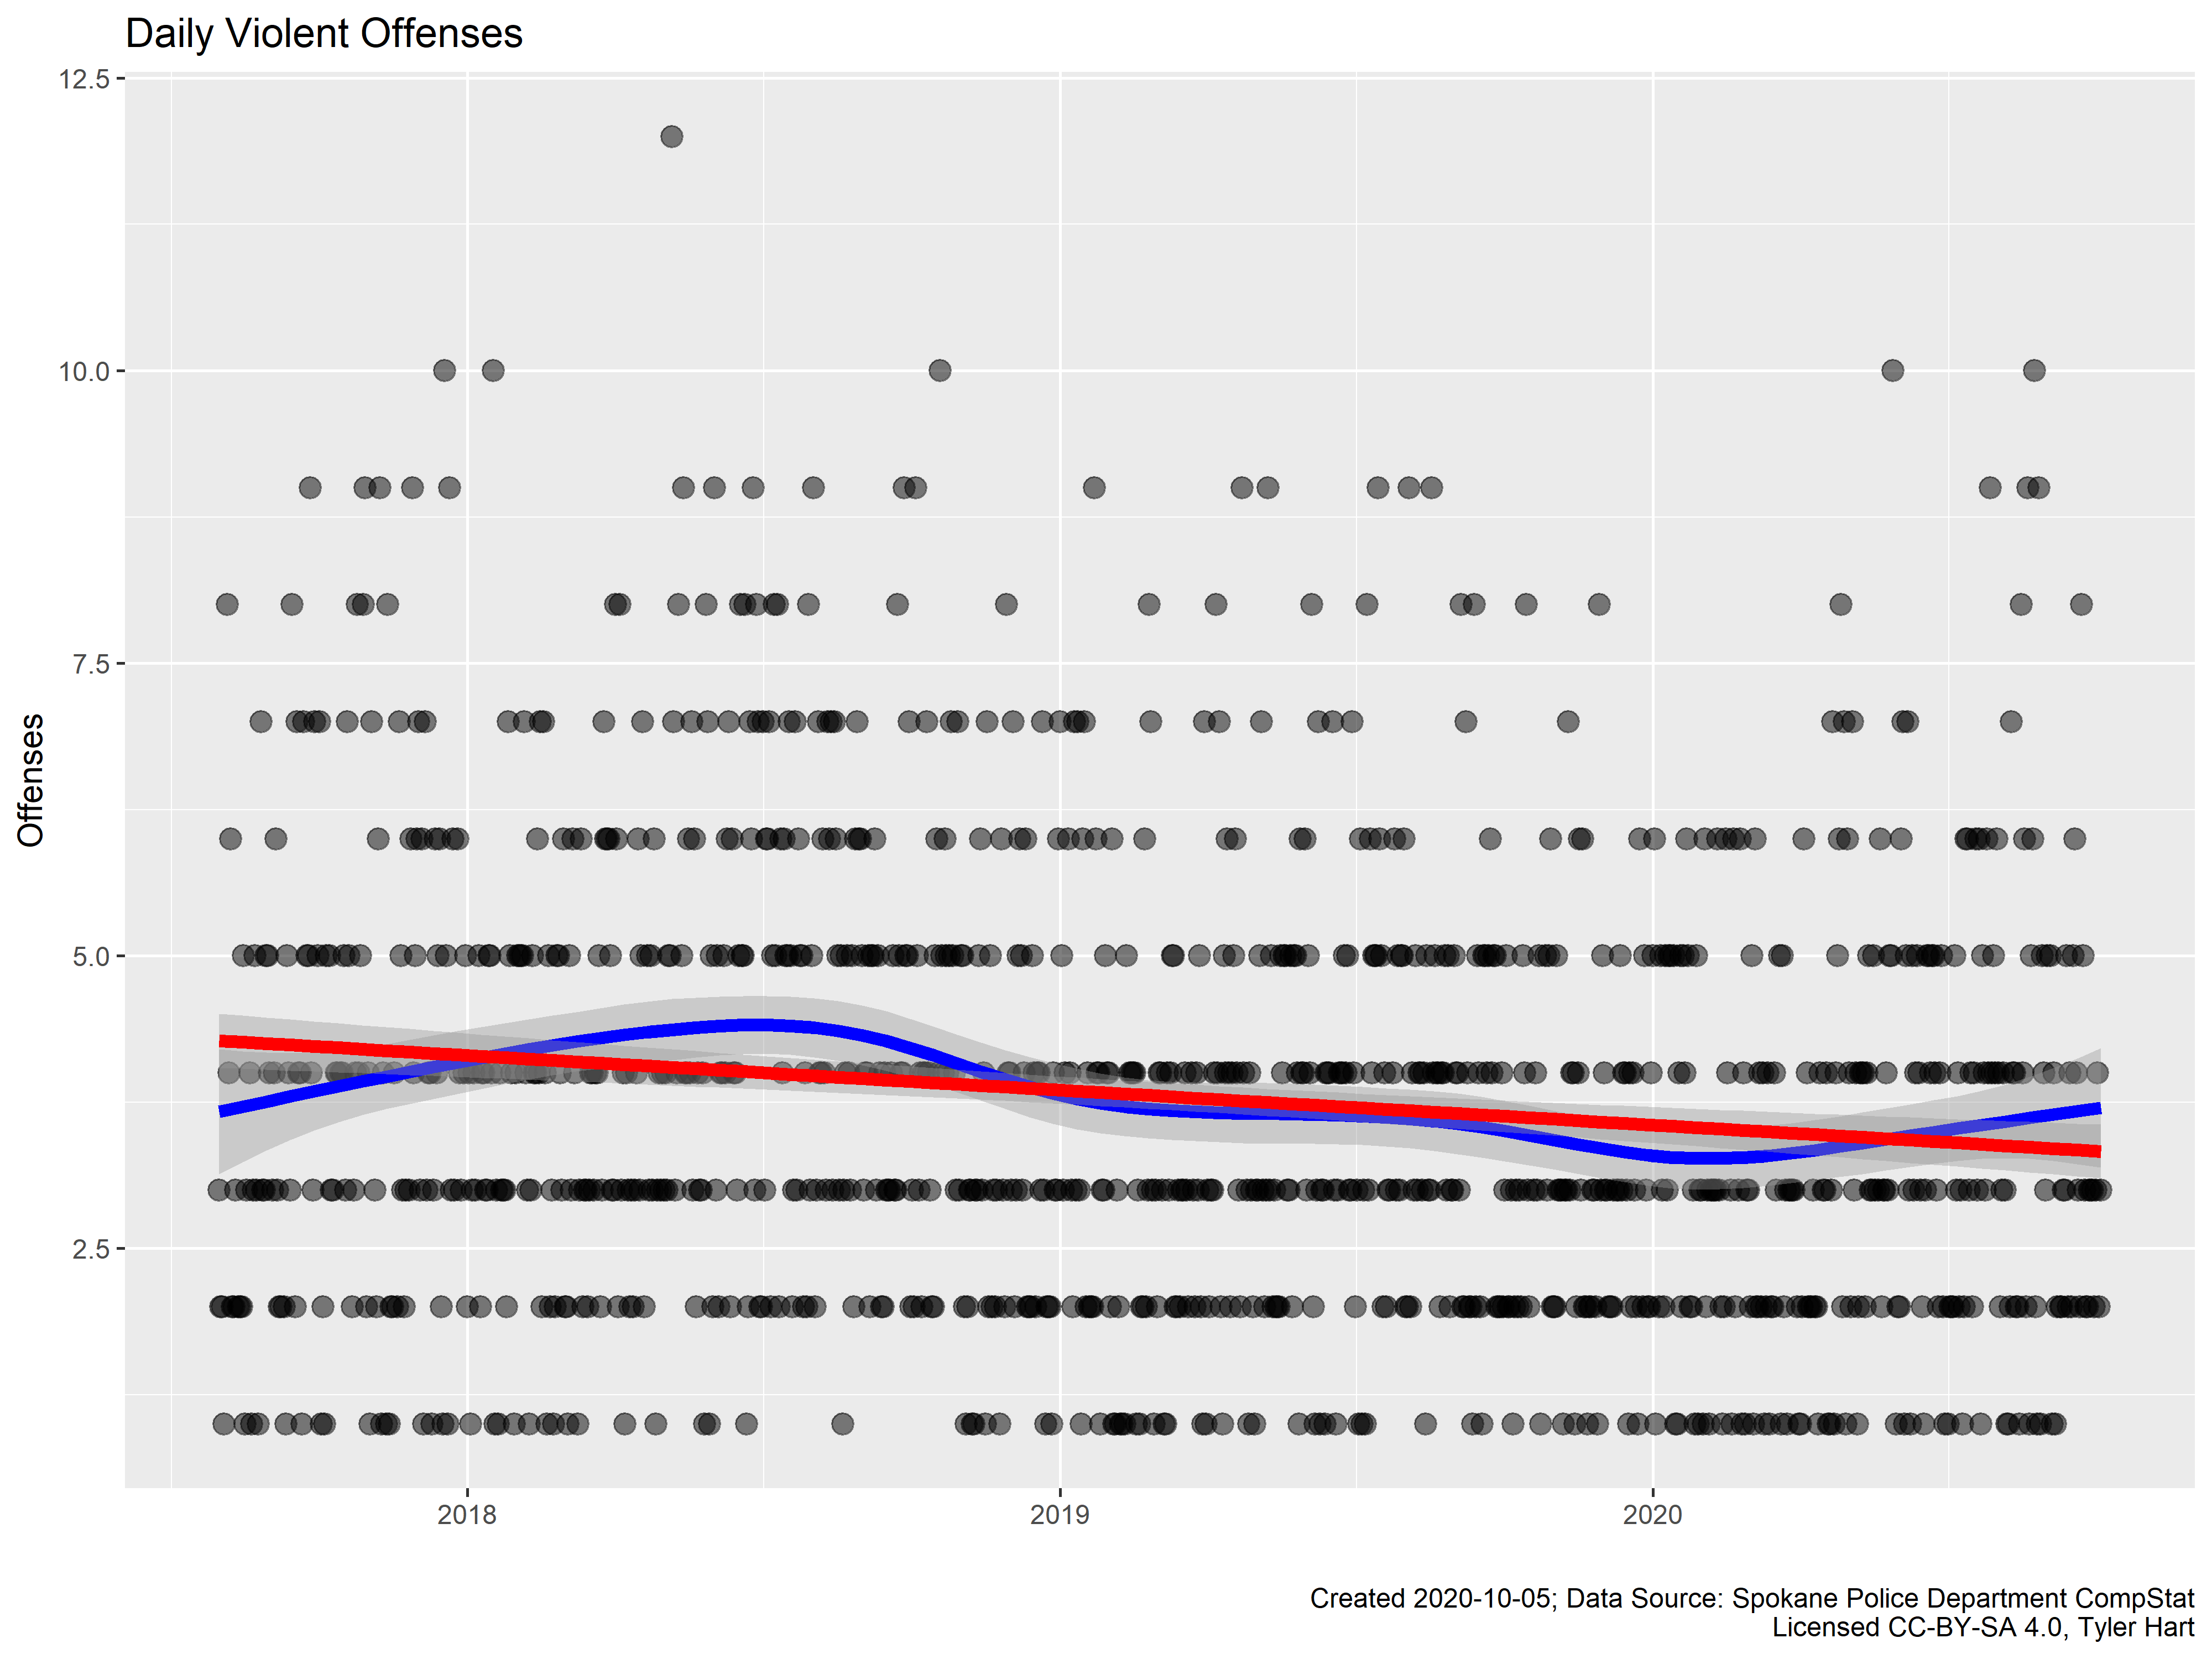 Daily Violent Offenses
12.5
10.0
7.5
5.0
2.5
Offenses
2018 2019 2020
Created 2020-10-05; Data Source: Spokane Police Department CompStat
Licensed CC-BY-SA 4.0, Tyler Hart